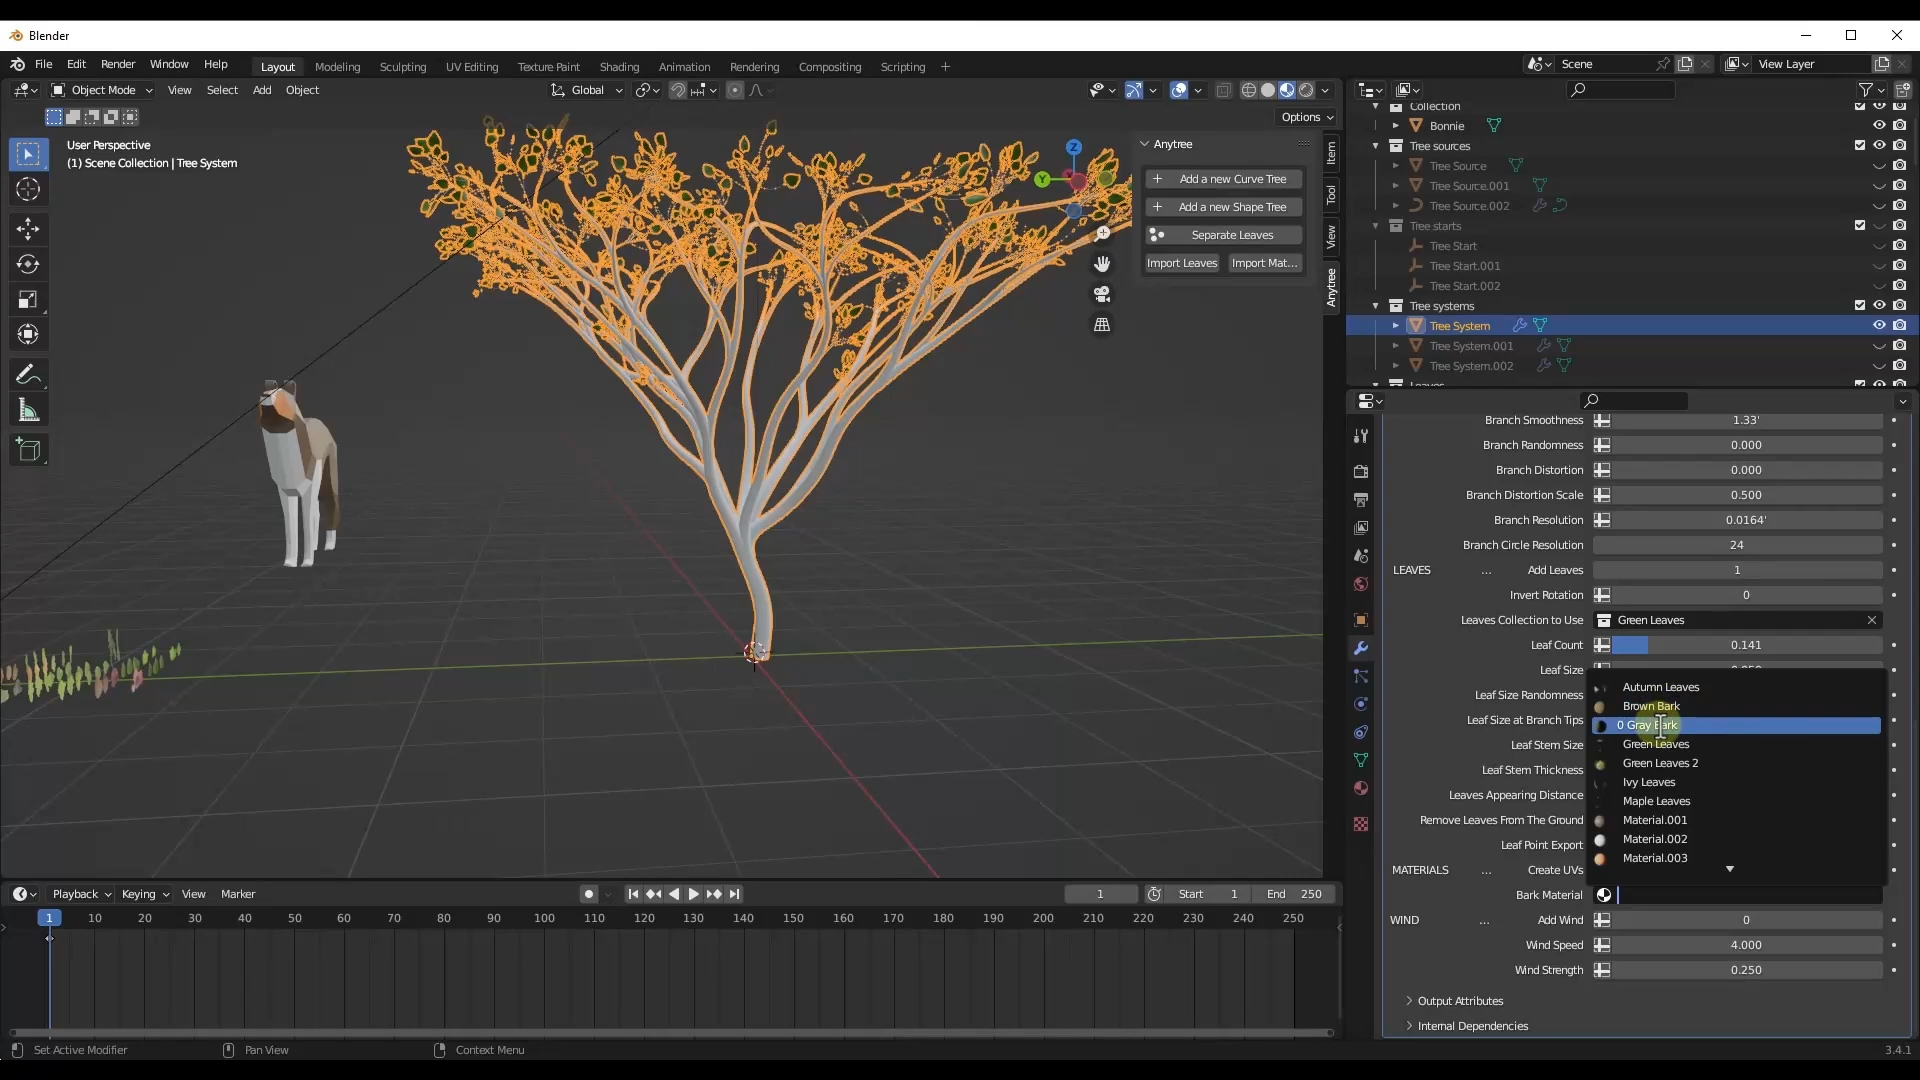 Blender
File Edit Render Window Help Layout Modeling Sculpting UV Editing Texture Paint Shading Animation Rendering Compositing Scripting + Scene View Layer
Object Mode View Select Add Object Global
Options
User Perspective
(1) Scene Collection | Tree System
Anytree
+ Add a new Curve Tree
+ Add a new Shape Tree
Separate Leaves
Import Leaves Import Mat...
Z
Y
Item
Tool
View
Anytree
Collection
Bonnie
Tree sources
Tree Source
Tree Source.001
Tree Source.002
Tree starts
Tree Start
Tree Start.001
Tree Start.002
Tree systems
Tree System
Tree System.001
Tree System.002
Branch Smoothness 1.33'
Branch Randomness 0.000
Branch Distortion 0.000
Branch Distortion Scale 0.500
Branch Resolution 0.0164'
Branch Circle Resolution 24
LEAVES ... Add Leaves 1
Invert Rotation 0
Leaves Collection to Use Green Leaves
Leaf Count 0.141
Leaf Size
Leaf Size Randomness
Leaf Size at Branch Tips
Leaf Stem Size
Leaf Stem Thickness
Leaves Appearing Distance
Remove Leaves From The Ground
Leaf Point Export
MATERIALS ... Create UVs
Bark Material
Autumn Leaves
Brown Bark
0 Gray Bark
Green Leaves
Green Leaves 2
Ivy Leaves
Maple Leaves
Material.001
Material.002
Material.003
WIND ... Add Wind 0
Wind Speed 4.000
Wind Strength 0.250
Output Attributes
Internal Dependencies
Playback Keying View Marker 1 Start 1 End 250
1 10 20 30 40 50 60 70 80 90 100 110 120 130 140 150 160 170 180 190 200 210 220 230 240 250
Set Active Modifier Pan View Context Menu 3.4.1